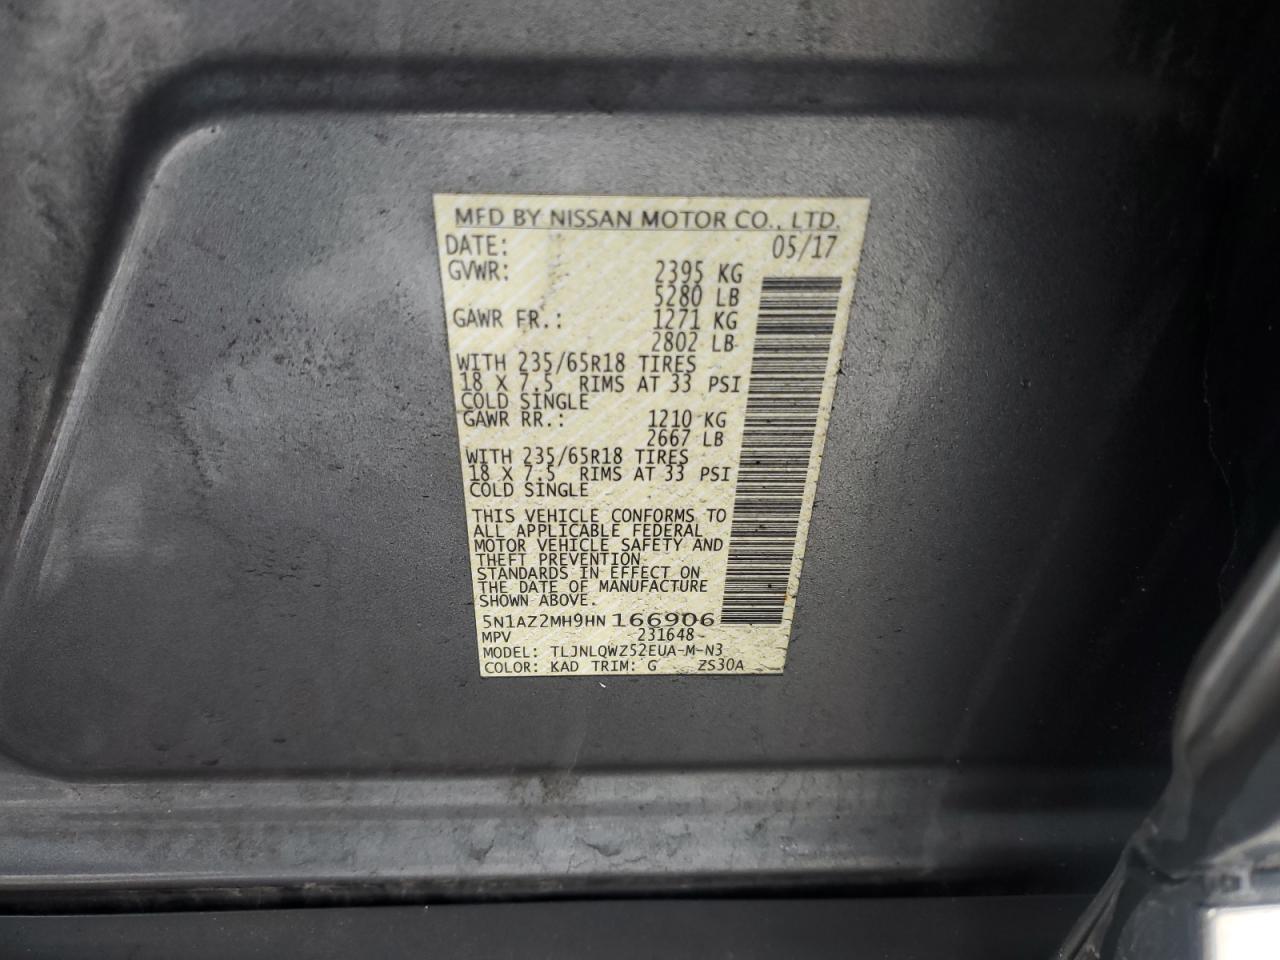 MFD BY NISSAN MOTOR CO., LTD.
DATE: 05/17
GVWR: 2395 KG
5280 LB
GAWR FR.: 1271 KG
2802 LB
WITH 235/65R18 TIRES
18 X 7.5 RIMS AT 33 PSI
COLD SINGLE
GAWR RR.: 1210 KG
2667 LB
WITH 235/65R18 TIRES
18 X 7.5 RIMS AT 33 PSI
COLD SINGLE
THIS VEHICLE CONFORMS TO
ALL APPLICABLE FEDERAL
MOTOR VEHICLE SAFETY AND
THEFT PREVENTION
STANDARDS IN EFFECT ON
THE DATE OF MANUFACTURE
SHOWN ABOVE.
5N1AZ2MH9HN166906
MPV 231648
MODEL: TLJNLQWZ52EUA-M-N3
COLOR: KAD TRIM: G ZS30A